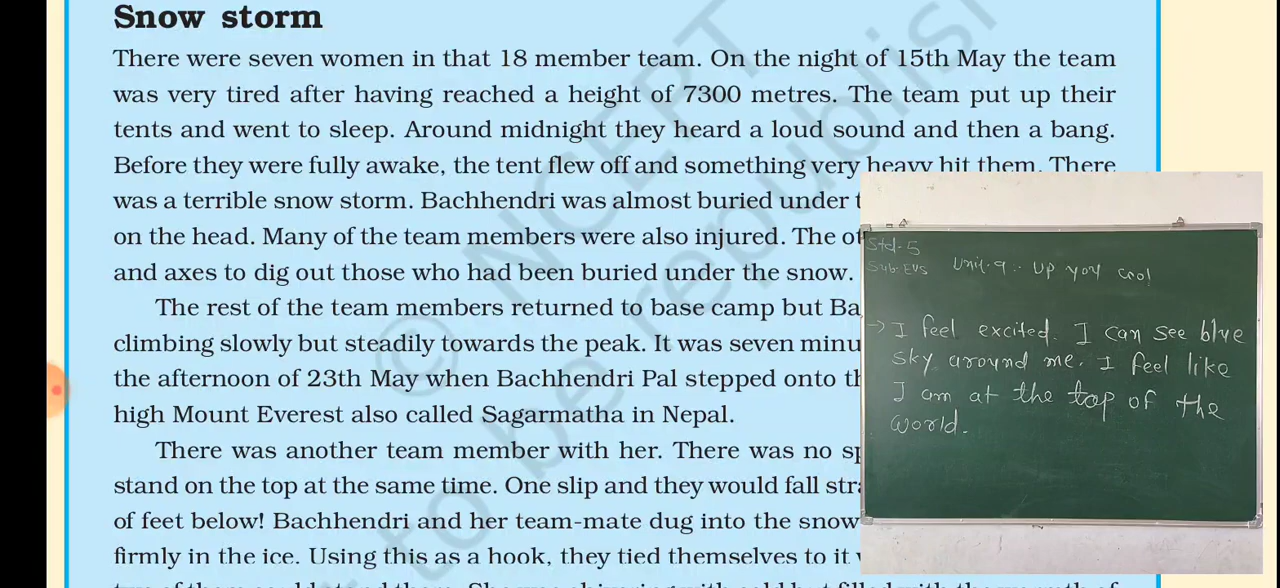 Snow storm
There were seven women in that 18 member team. On the night of 15th May the team
was very tired after having reached a height of 7300 metres. The team put up their
tents and went to sleep. Around midnight they heard a loud sound and then a bang.
Before they were fully awake, the tent flew off and something very heavy hit them. There
was a terrible snow storm. Bachhendri was almost buried under
on the head. Many of the team members were also injured. The
and axes to dig out those who had been buried under the snow.
The rest of the team members returned to base camp but
climbing slowly but steadily towards the peak. It was seven
the afternoon of 23th May when Bachhendri Pal stepped onto
high Mount Everest also called Sagarmatha in Nepal.
There was another team member with her. There was no
stand on the top at the same time. One slip and they would fall
of feet below! Bachhendri and her team-mate dug into the snow
firmly in the ice. Using this as a hook, they tied themselves to it
© NCERT
to be republish
Std-5
Sub:EVS Unit-9 :- Up you
→ I feel excited. I can see blue
sky around me. I feel like
I am at the top of the
world.